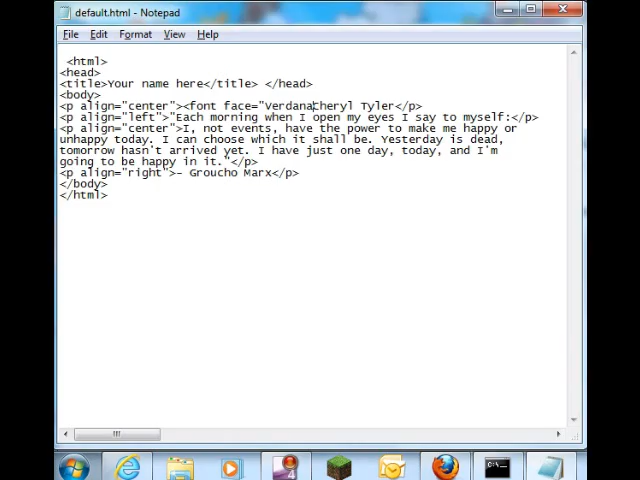 default.html - Notepad
File Edit Format View Help
<html>
<head>
<title>Your name here</title> </head>
<body>
<p align="center"><font face="VerdanaCheryl Tyler</p>
<p align="left">"Each morning when I open my eyes I say to myself:</p>
<p align="center">I, not events, have the power to make me happy or
unhappy today. I can choose which it shall be. Yesterday is dead,
tomorrow hasn't arrived yet. I have just one day, today, and I'm
going to be happy in it."</p>
<p align="right">- Groucho Marx</p>
</body>
</html>
C:\.
4